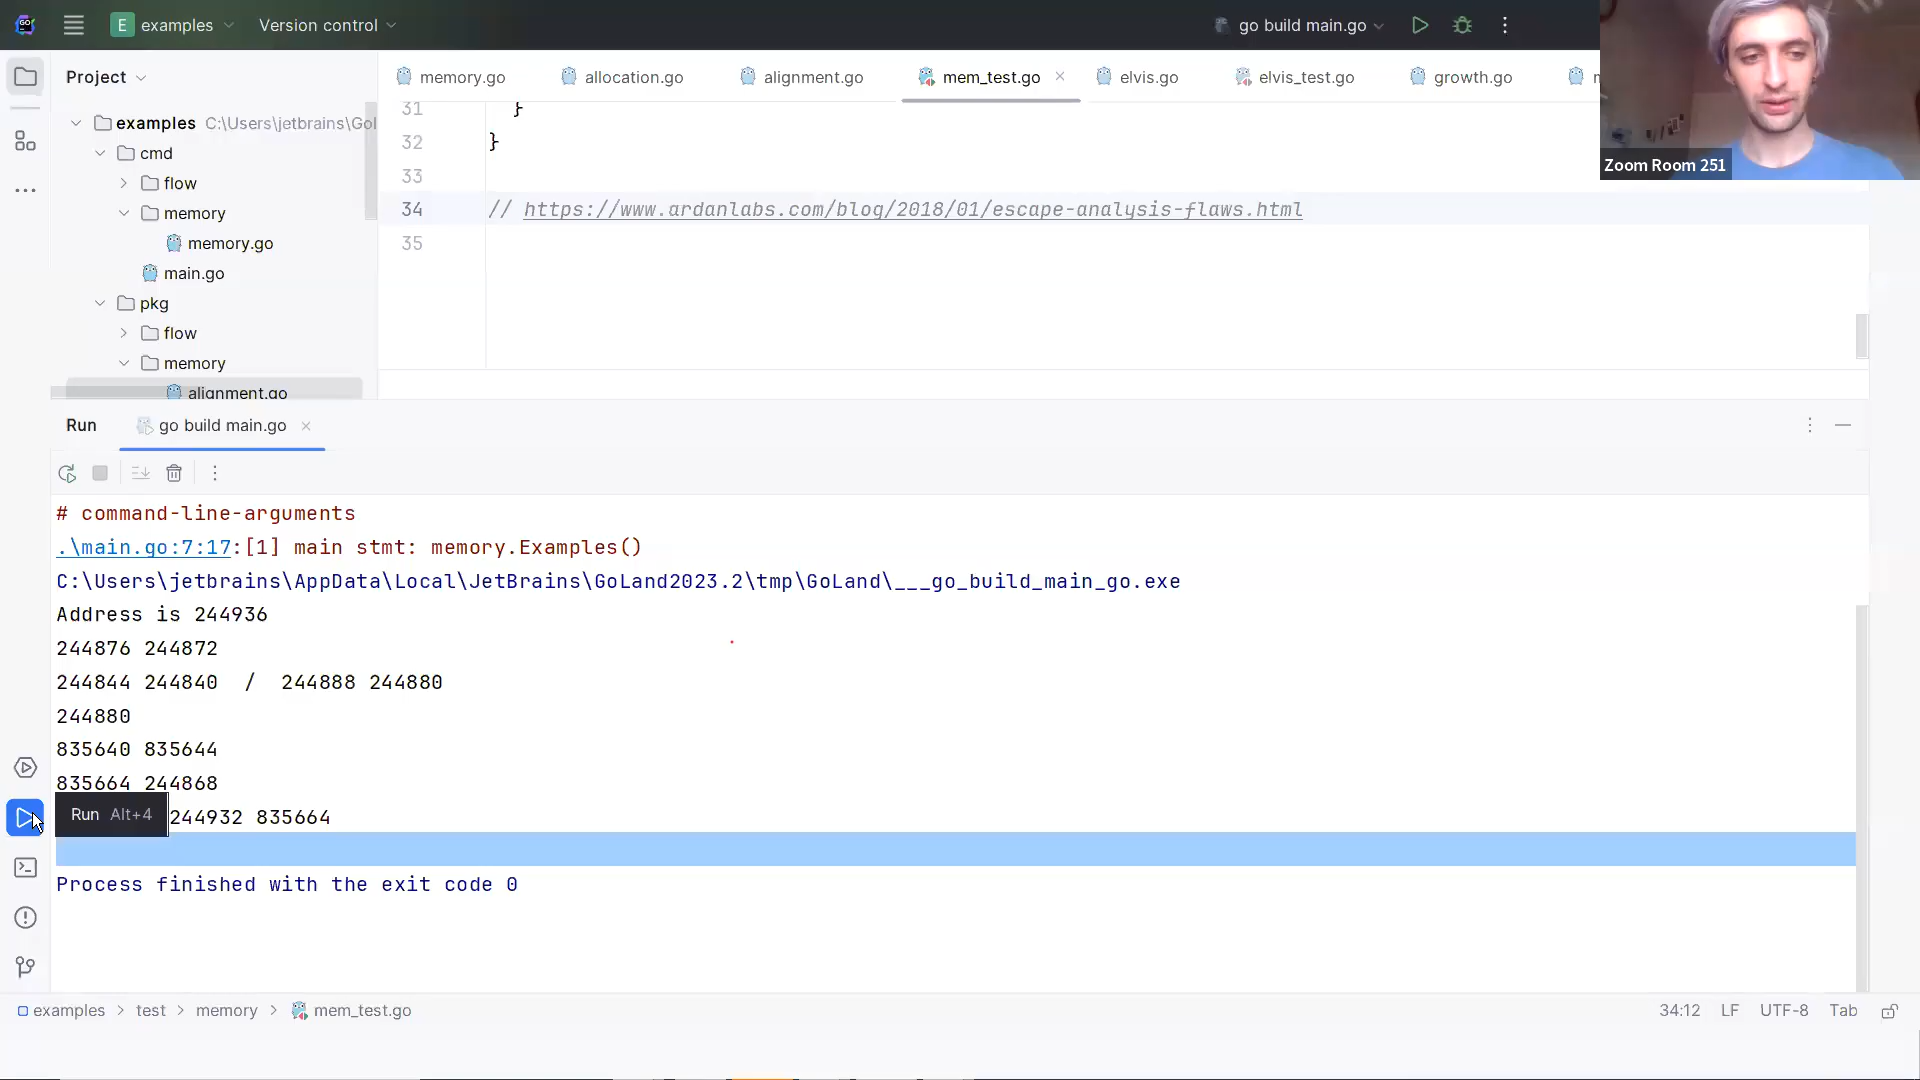 E examples Version control go build main.go
Project
memory.go allocation.go alignment.go mem_test.go elvis.go elvis_test.go growth.go
Zoom Room 251
examples C:\Users\jetbrains\Gol
cmd
flow
memory
memory.go
main.go
pkg
flow
memory
alignment.go
31 }
32 }
33
34 // https://www.ardanlabs.com/blog/2018/01/escape-analysis-flaws.html
35
Run go build main.go
# command-line-arguments
.\main.go:7:17:[1] main stmt: memory.Examples()
C:\Users\jetbrains\AppData\Local\JetBrains\GoLand2023.2\tmp\GoLand\___go_build_main_go.exe
Address is 244936
244876 244872
244844 244840 / 244888 244880
244880
835640 835644
835664 244868
Run Alt+4
244932 835664
Process finished with the exit code 0
examples > test > memory > mem_test.go
34:12 LF UTF-8 Tab